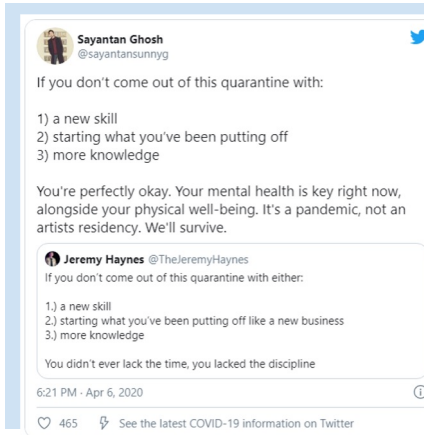 Sayantan Ghosh
@sayantansunnyg
If you don't come out of this quarantine with:
1) a new skill
2) starting what you've been putting off
3) more knowledge
You're perfectly okay. Your mental health is key right now,
alongside your physical well-being. It's a pandemic, not an
artists residency. We'll survive.
Jeremy Haynes @TheJeremyHaynes
If you don't come out of this quarantine with either:
1.) a new skill
2.) starting what you've been putting off like a new business
3.) more knowledge
You didn't ever lack the time, you lacked the discipline
6:21 PM · Apr 6, 2020
465 See the latest COVID-19 information on Twitter